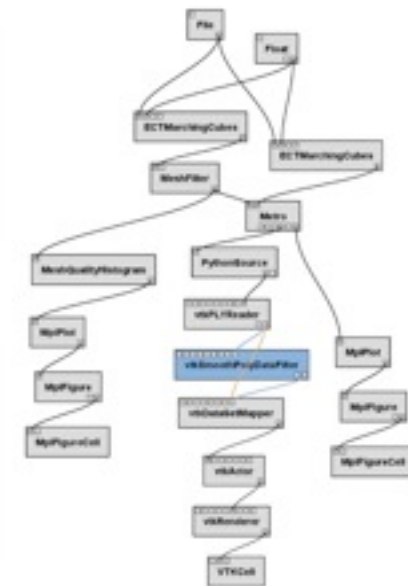 File
Float
ECTMarchingCubes
ECTMarchingCubes
MeshFilter
Metro
MeshQualityHistogram
PythonSource
vtkPLYReader
MplPlot
MplPlot
vtkSmoothPolyDataFilter
MplFigure
vtkDataSetMapper
MplFigure
MplFigureCell
MplFigureCell
vtkActor
vtkRenderer
VTKCell